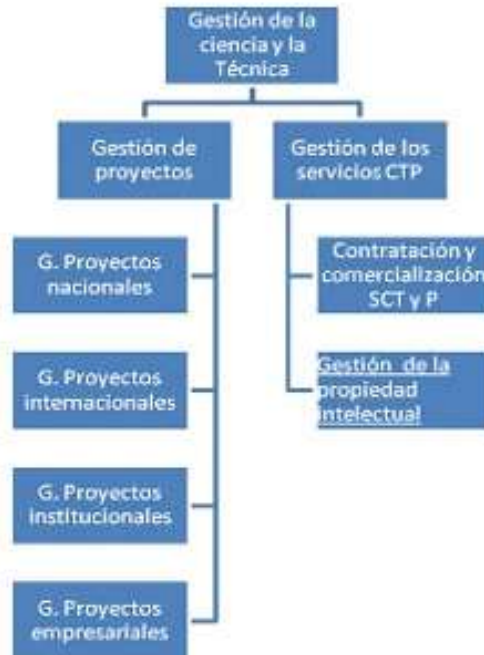 Gestión de la
ciencia y la
Técnica
Gestión de
proyectos
Gestión de los
servicios CTP
G. Proyectos
nacionales
G. Proyectos
internacionales
G. Proyectos
institucionales
G. Proyectos
empresariales
Contratación y
comercialización
SCT y P
Gestión de la
propiedad
intelectual